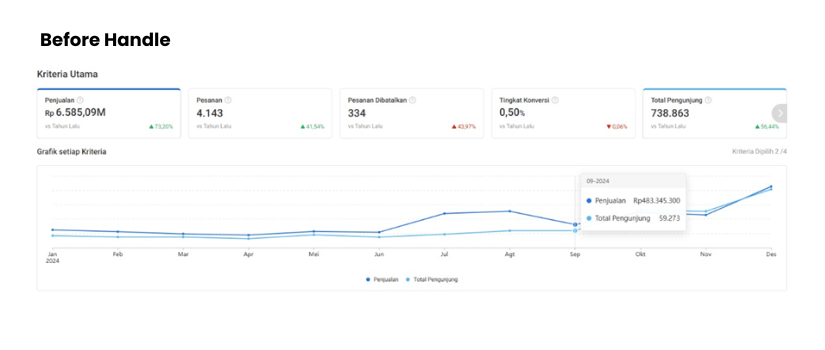 Before Handle
Kriteria Utama
Penjualan
Rp 6.585,09M
vs Tahun Lalu
73,20%
Pesanan
4.143
vs Tahun Lalu
41,54%
Pesanan Dibatalkan
334
vs Tahun Lalu
43,97%
Tingkat Konversi
0,50%
vs Tahun Lalu
0,06%
Total Pengunjung
738.863
vs Tahun Lalu
56,44%
Grafik setiap Kriteria
Kriteria Dipilih 2 /4
09-2024
Penjualan Rp483.345.300
Total Pengunjung 59.273
Jan Feb Mar Apr Mei Jun Jul Agt Sep Okt Nov Des
2024
Penjualan Total Pengunjung